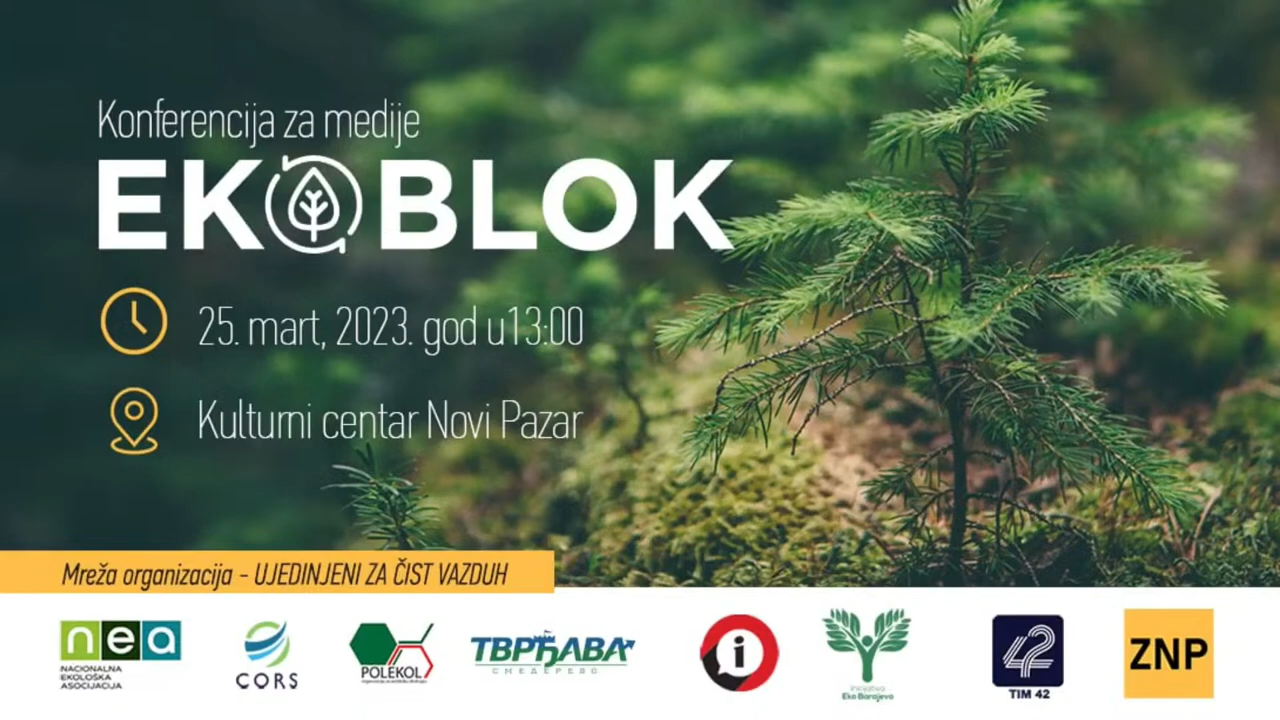 Konferencija za medije
EKOBLOK
25. mart, 2023. god u13:00
Kulturni centar Novi Pazar
Mreža organizacija - UJEDINJENI ZA ČIST VAZDUH
nea
NACIONALNA
EKOLOŠKA
ASOCIJACIJA
CORS
POLEKOL
ТВРЂАВА
СМЕДЕРЕВО
i
inicijativa
Eko Barajevo
42
TIM 42
ZNP